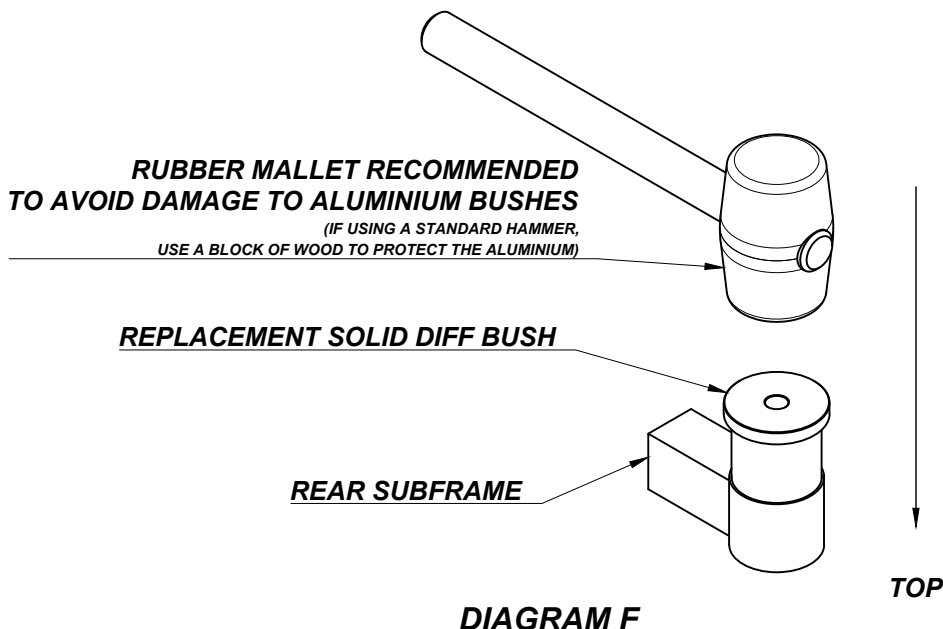 RUBBER MALLET RECOMMENDED
TO AVOID DAMAGE TO ALUMINIUM BUSHES
(IF USING A STANDARD HAMMER,
USE A BLOCK OF WOOD TO PROTECT THE ALUMINIUM)
REPLACEMENT SOLID DIFF BUSH
REAR SUBFRAME
TOP
DIAGRAM F